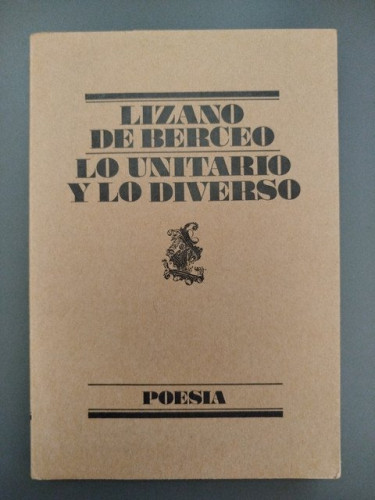 LIZANO
DE BERCEO
LO UNITARIO
Y LO DIVERSO
POESIA